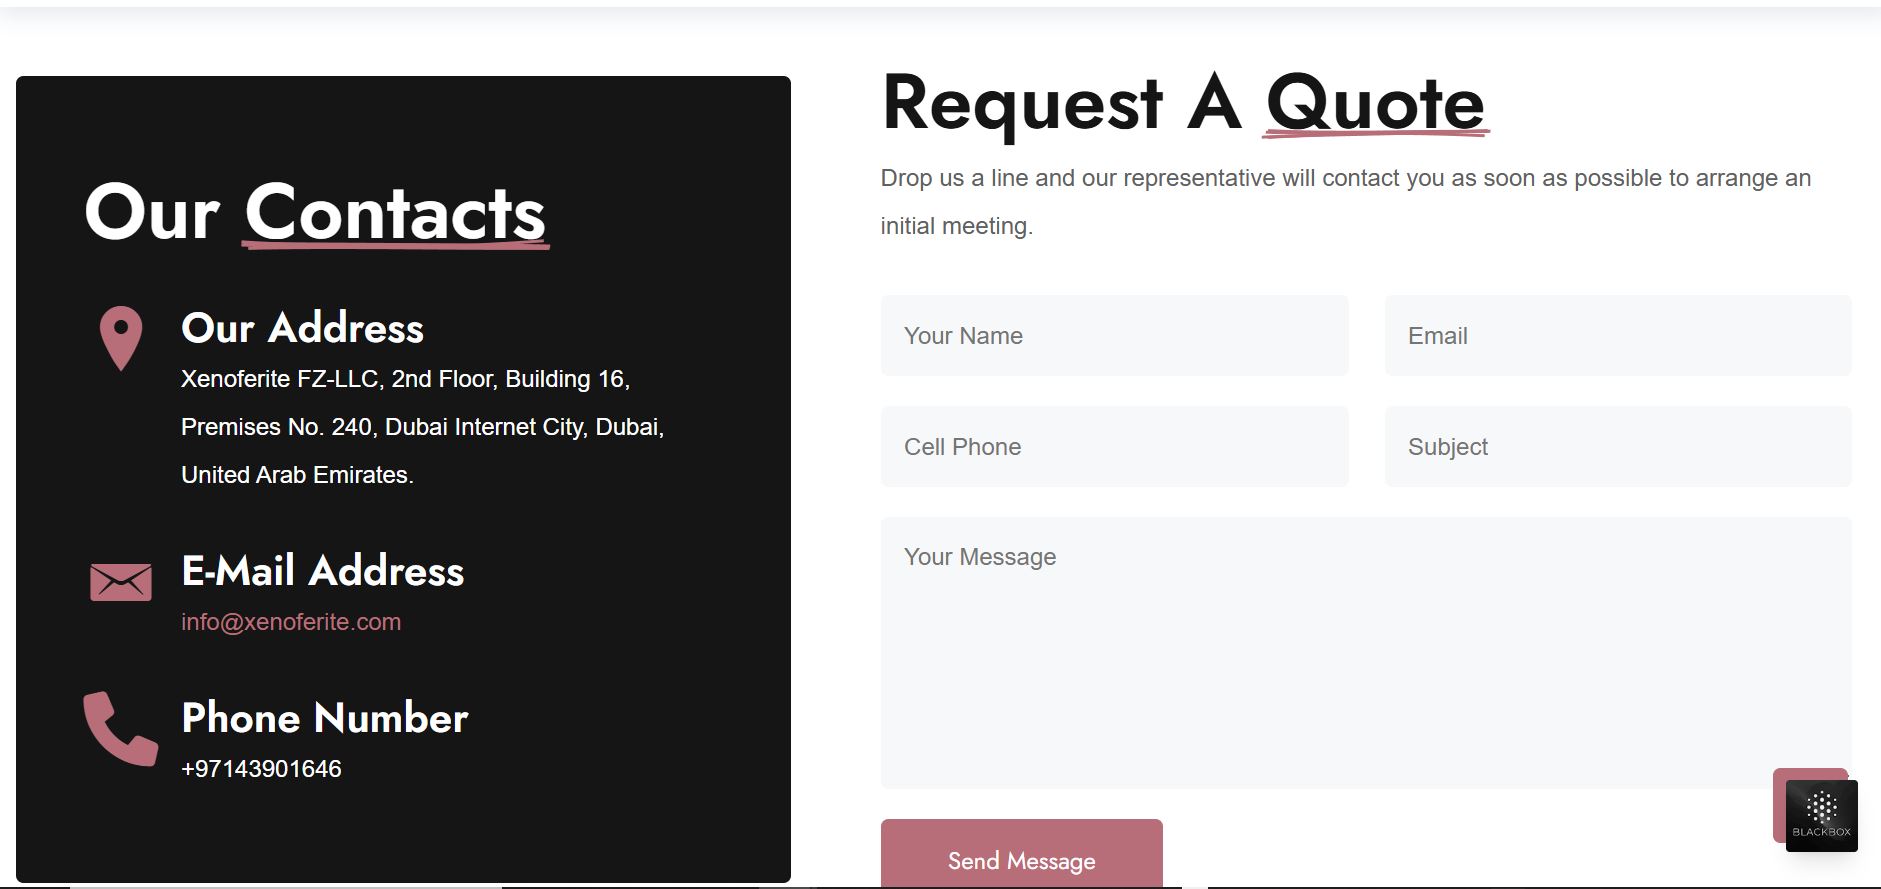 Our Contacts
Our Address
Xenoferite FZ-LLC, 2nd Floor, Building 16,
Premises No. 240, Dubai Internet City, Dubai,
United Arab Emirates.
E-Mail Address
info@xenoferite.com
Phone Number
+97143901646
Request A Quote
Drop us a line and our representative will contact you as soon as possible to arrange an
initial meeting.
Your Name
Email
Cell Phone
Subject
Your Message
Send Message
BLACKBOX